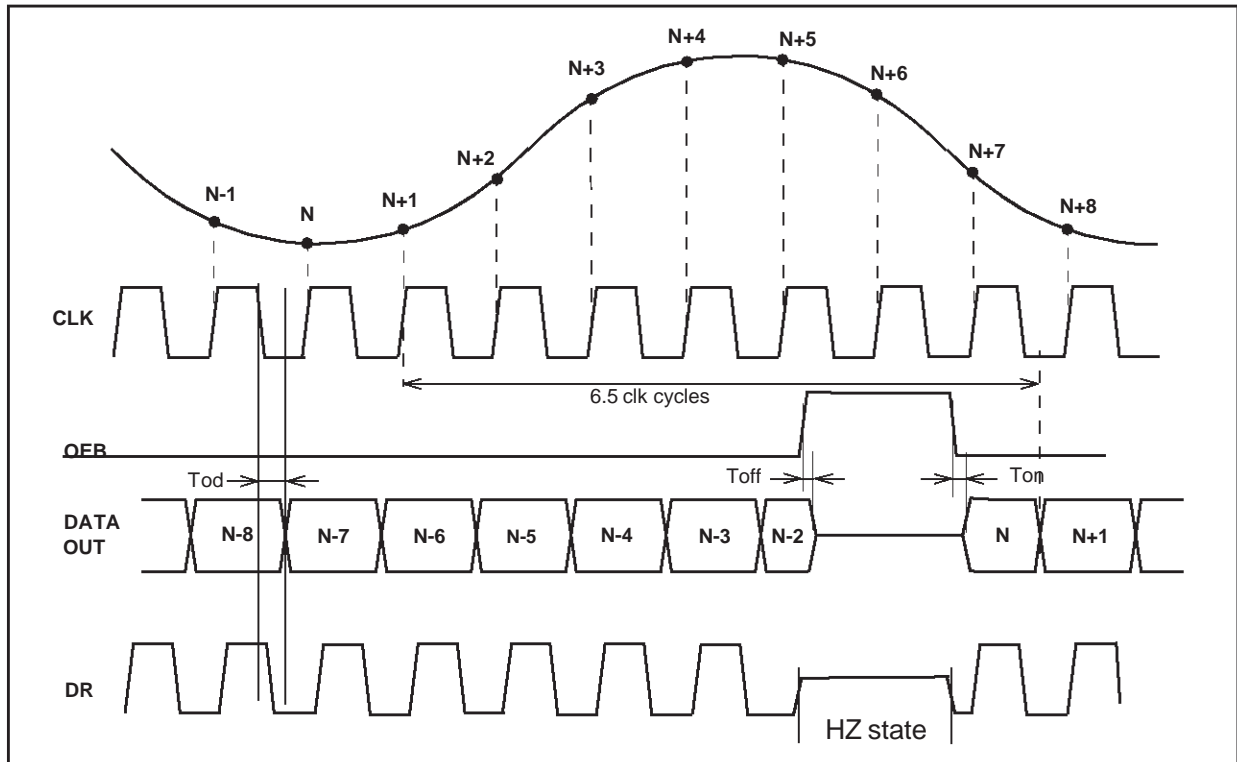 N+4
N+5
N+3
N+6
N+2
N+7
N-1
N
N+1
N+8
CLK
6.5 clk cycles
OEB
Tod
Toff
Ton
DATA
OUT
N-8
N-7
N-6
N-5
N-4
N-3
N-2
N
N+1
DR
HZ state